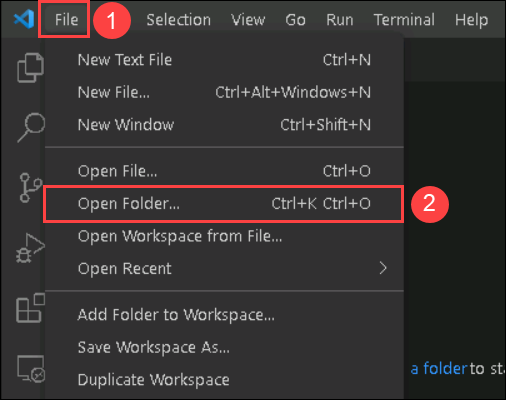 File 1 Selection View Go Run Terminal Help
New Text File Ctrl+N
New File... Ctrl+Alt+Windows+N
New Window Ctrl+Shift+N
Open File... Ctrl+O
Open Folder... Ctrl+K Ctrl+O 2
Open Workspace from File...
Open Recent
Add Folder to Workspace...
a folder to sta
Save Workspace As...
Duplicate Workspace